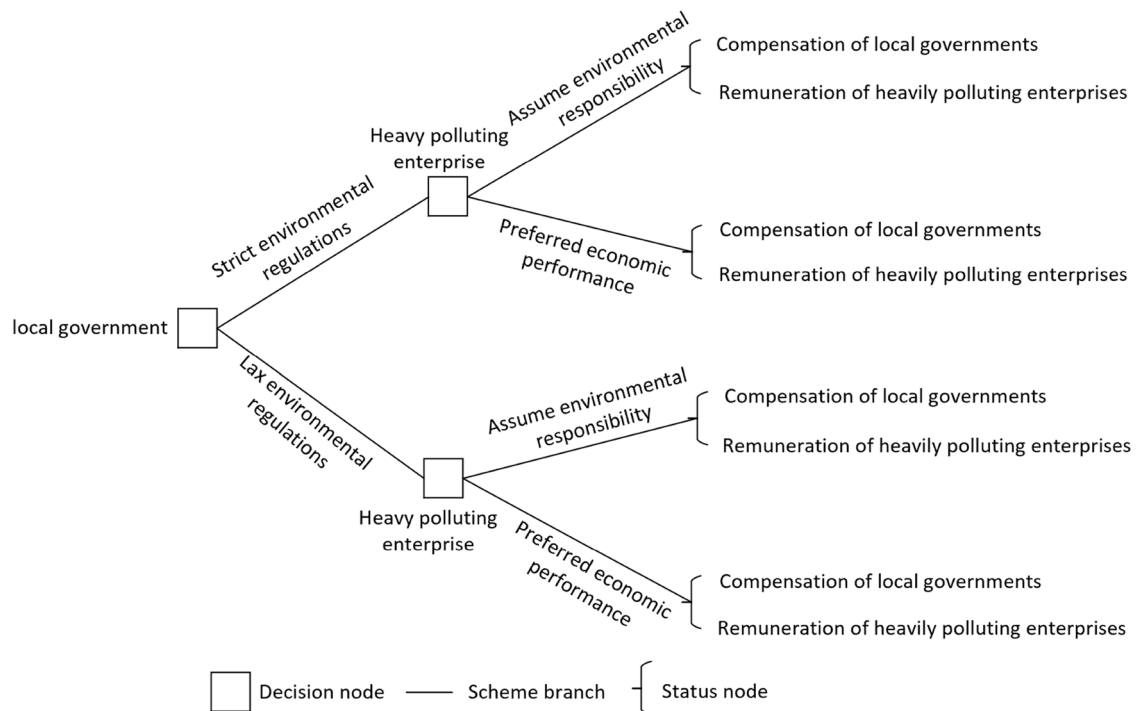 Assume environmental
responsibility
Compensation of local governments
Remuneration of heavily polluting enterprises
Heavy polluting
enterprise
Strict environmental
regulations
Preferred economic
performance
Compensation of local governments
Remuneration of heavily polluting enterprises
local government
Lax environmental
regulations
Assume environmental
responsibility
Compensation of local governments
Remuneration of heavily polluting enterprises
Heavy polluting
enterprise
Preferred economic
performance
Compensation of local governments
Remuneration of heavily polluting enterprises
Decision node
Scheme branch
Status node